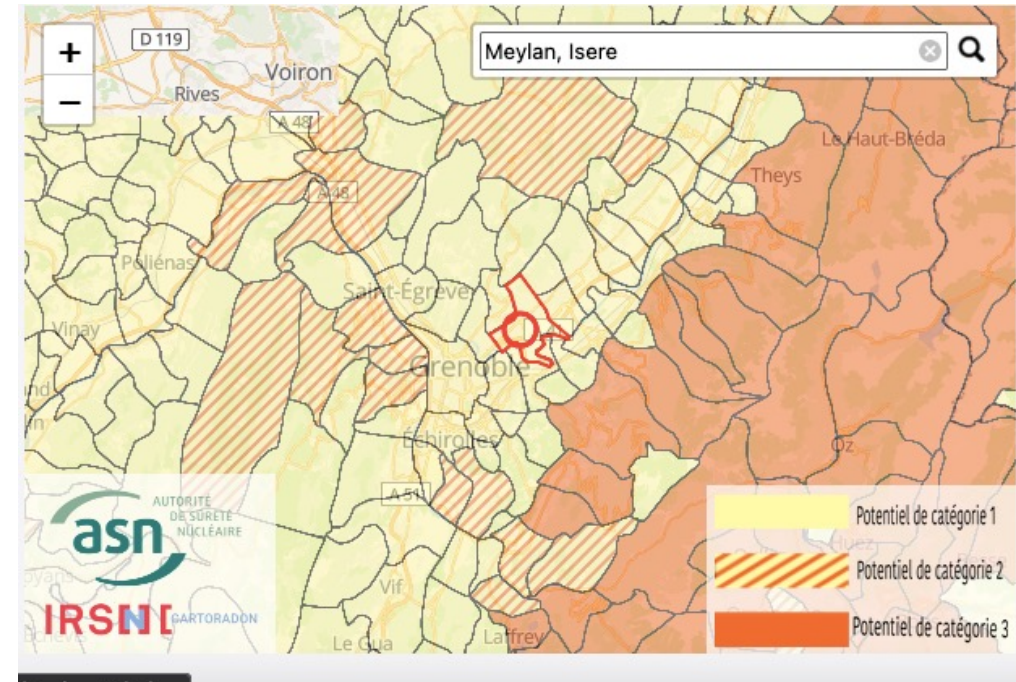 +
−
D 119
Voiron
Rives
Meylan, Isere
A 48
A 48
Le Haut-Bréda
Theys
Poliénas
Saint-Égrève
Vinay
Grenoble
Échirolles
Oz
A 51
Vif
Le Gua
Laffrey
Huez
asn
AUTORITÉ
DE SÛRETÉ
NUCLÉAIRE
IRSN
CARTORADON
Potentiel de catégorie 1
Potentiel de catégorie 2
Potentiel de catégorie 3